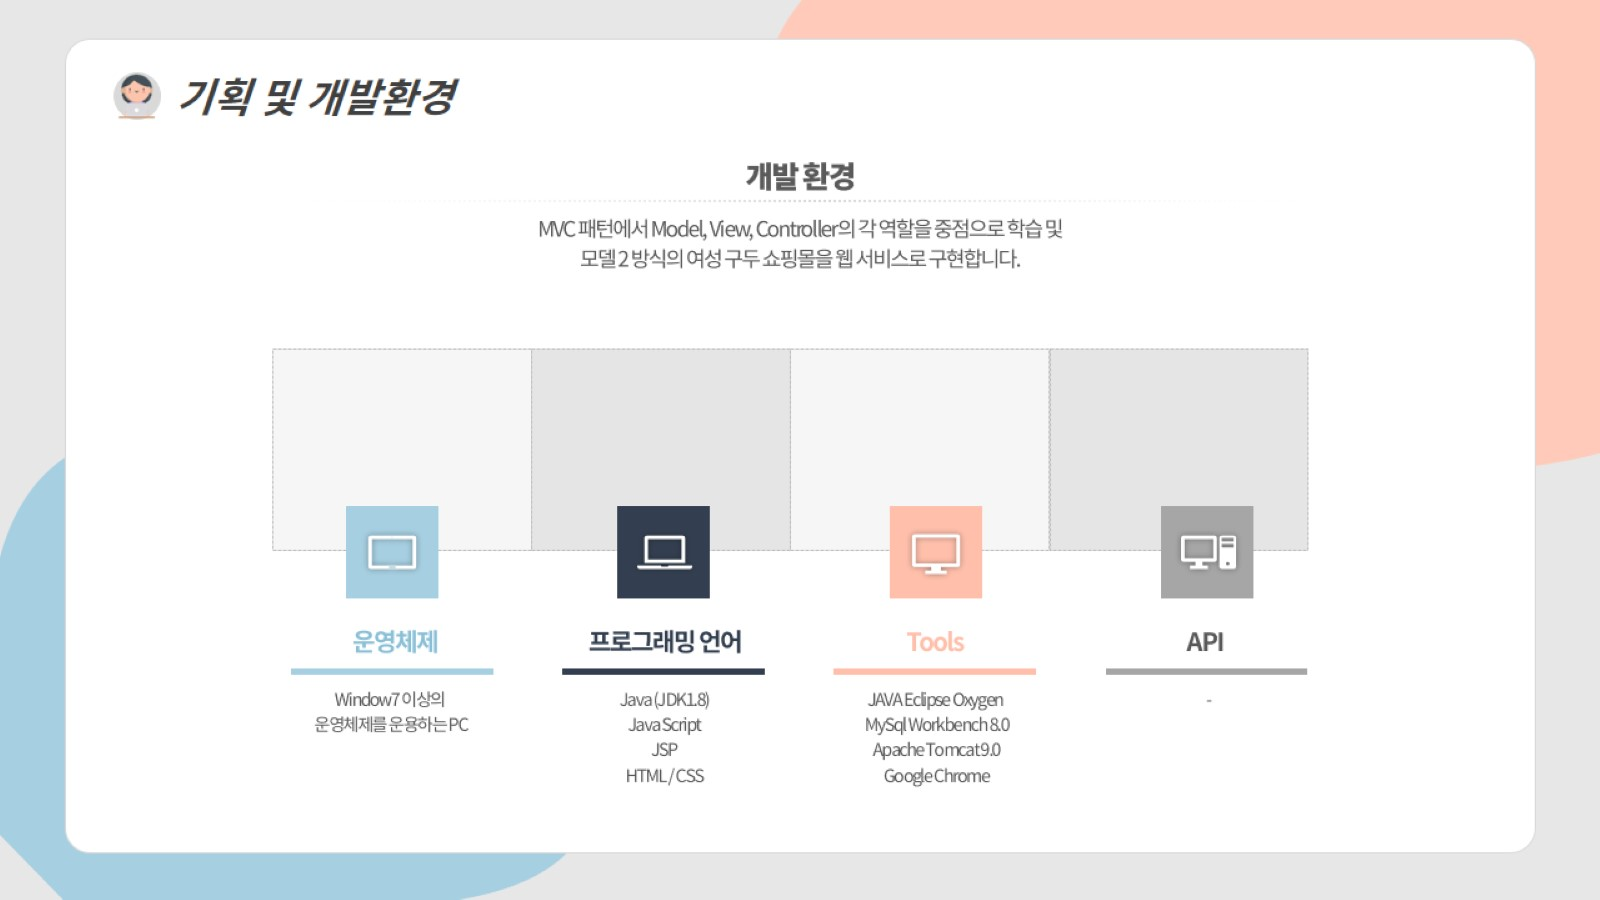 기획 및 개발환경
개발 환경
MVC 패턴에서 Model, View, Controller의 각 역할을 중점으로 학습 및
모델 2 방식의 여성 구두 쇼핑몰을 웹 서비스로 구현합니다.
운영체제
Window7 이상의
운영체제를 운용하는 PC
프로그래밍 언어
Java (JDK1.8)
Java Script
JSP
HTML / CSS
Tools
JAVA Eclipse Oxygen
MySql Workbench 8.0
Apache Tomcat 9.0
Google Chrome
API
-